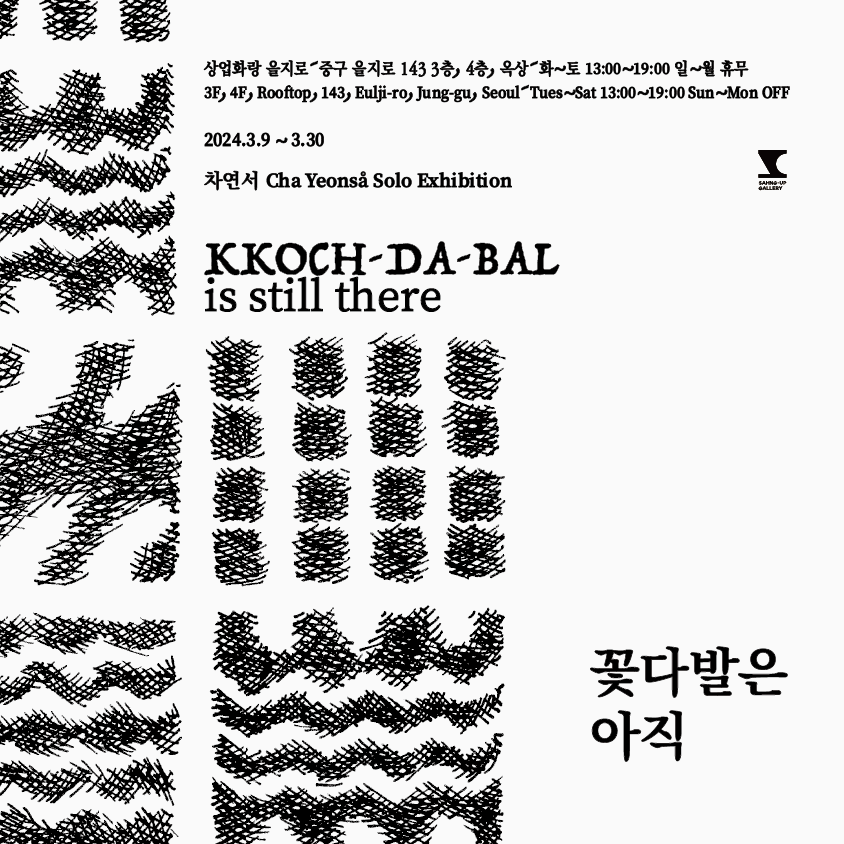 상업화랑 을지로´중구 을지로 143 3층, 4층, 옥상´화~토 13:00~19:00 일~월 휴무
3F, 4F, Rooftop, 143, Eulji-ro, Jung-gu, Seoul´Tues~Sat 13:00~19:00 Sun~Mon OFF
2024.3.9 ~ 3.30
차연서 Cha Yeonså Solo Exhibition
SAHNG-UP
GALLERY
KKOCH-DA-BAL
is still there
꽃다발은
아직